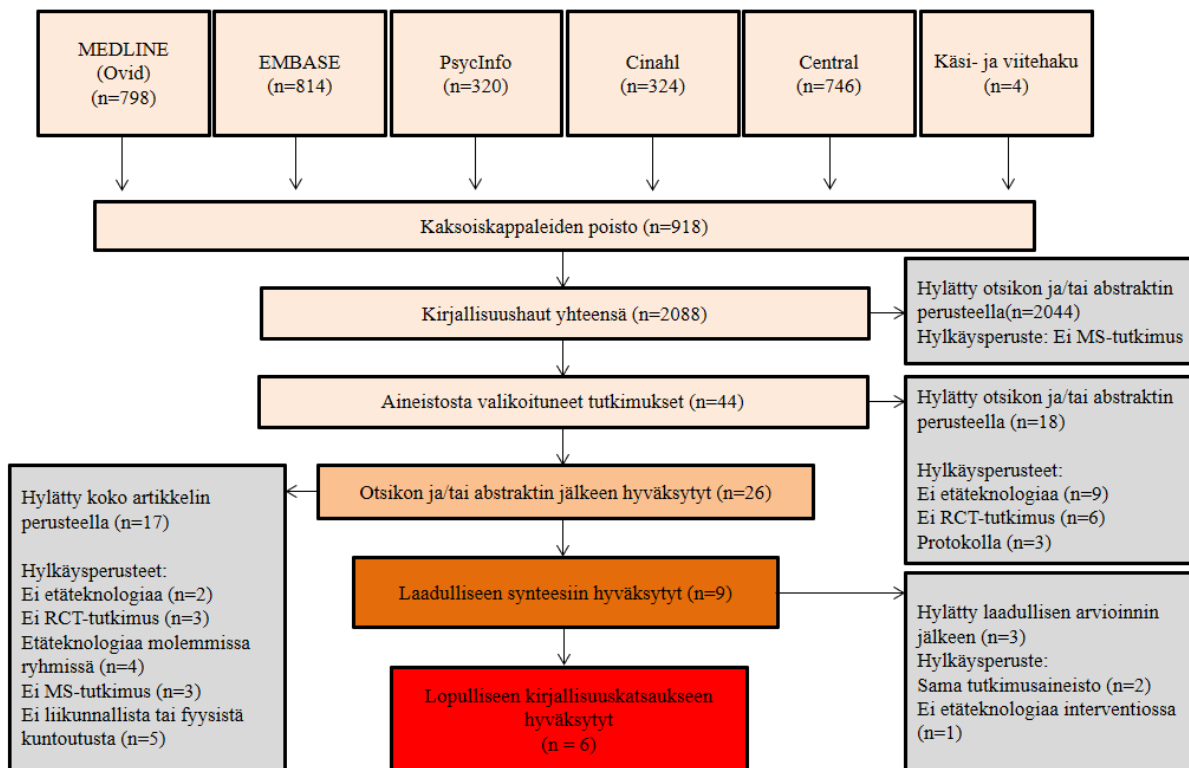 MEDLINE
(Ovid)
(n=798)
EMBASE
(n=814)
PsycInfo
(n=320)
Cinahl
(n=324)
Central
(n=746)
Käsi- ja viitehaku
(n=4)
Kaksoiskappaleiden poisto (n=918)
Kirjallisuushaut yhteensä (n=2088)
Hylätty otsikon ja/tai abstraktin
perusteella(n=2044)
Hylkäysperuste: Ei MS-tutkimus
Aineistosta valikoituneet tutkimukset (n=44)
Hylätty otsikon ja/tai abstraktin
perusteella (n=18)
Hylkäysperusteet:
Ei etäteknologiaa (n=9)
Ei RCT-tutkimus (n=6)
Protokolla (n=3)
Otsikon ja/tai abstraktin jälkeen hyväksytyt (n=26)
Hylätty koko artikkelin
perusteella (n=17)
Hylkäysperusteet:
Ei etäteknologiaa (n=2)
Ei RCT-tutkimus (n=3)
Etäteknologiaa molemmissa
ryhmissä (n=4)
Ei MS-tutkimus (n=3)
Ei liikunnallista tai fyysistä
kuntoutusta (n=5)
Laadulliseen synteesiin hyväksytyt (n=9)
Hylätty laadullisen arvioinnin
jälkeen (n=3)
Hylkäysperuste:
Sama tutkimusaineisto (n=2)
Ei etäteknologiaa interventiossa
(n=1)
Lopulliseen kirjallisuuskatsaukseen
hyväksytyt
(n = 6)